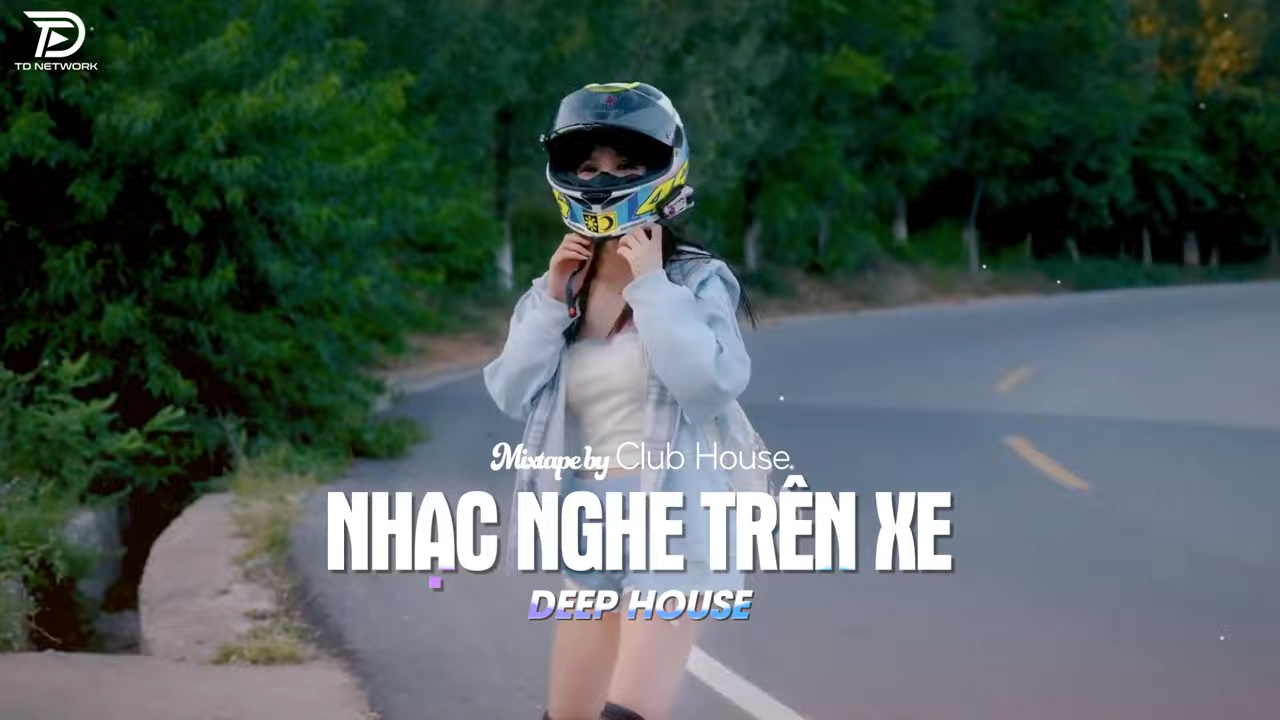 TD NETWORK
Mixtape by Club House
NHẠC NGHE TRÊN XE
DEEP HOUSE